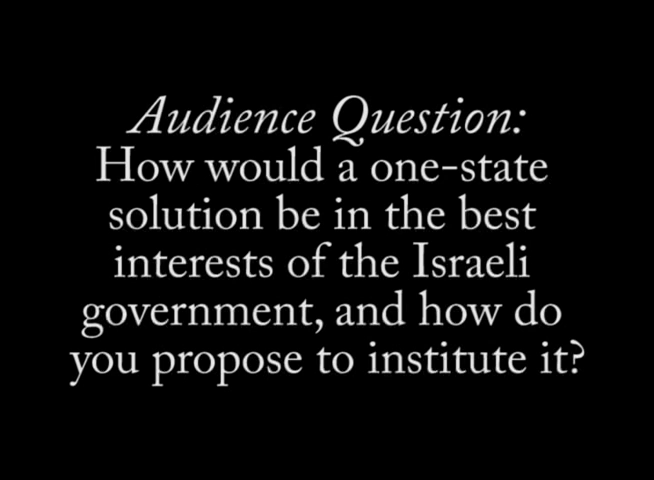 Audience Question:
How would a one-state
solution be in the best
interests of the Israeli
government, and how do
you propose to institute it?